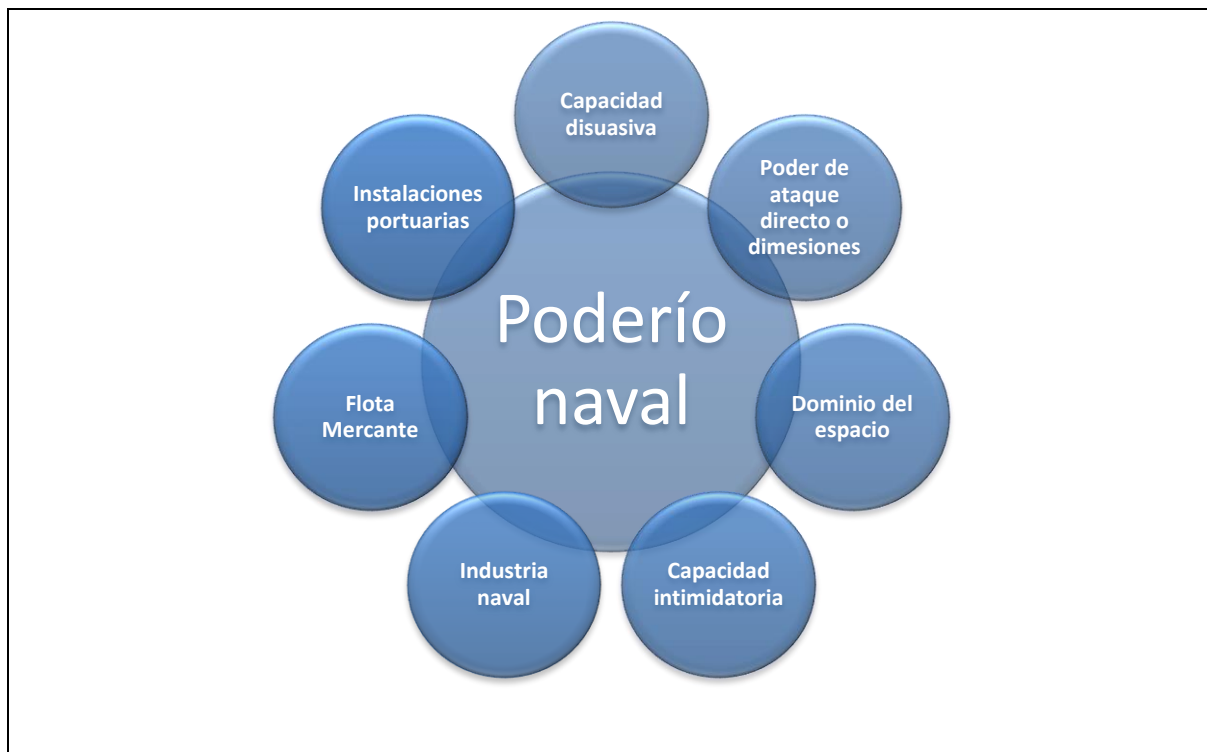 Capacidad
disuasiva
Poder de
ataque
directo o
dimesiones
Dominio del
espacio
Capacidad
intimidatoria
Industria
naval
Flota
Mercante
Instalaciones
portuarias
Poderío
naval